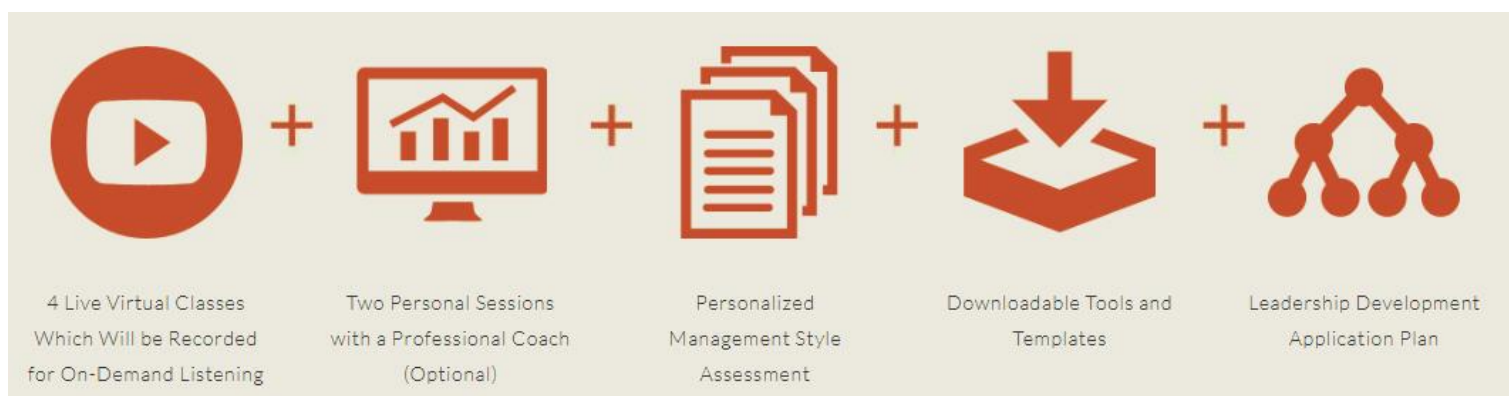 4 Live Virtual Classes
Which Will be Recorded
for On-Demand Listening
Two Personal Sessions
with a Professional Coach
(Optional)
Personalized
Management Style
Assessment
Downloadable Tools and
Templates
Leadership Development
Application Plan